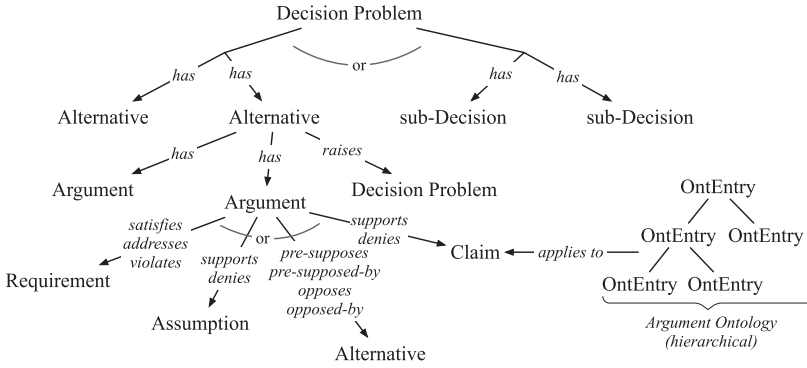 Decision Problem
or
has
has
has
has
Alternative
Alternative
sub-Decision
sub-Decision
has
has
raises
Argument
Argument
Decision Problem
OntEntry
satisfies
addresses
violates
or
supports
denies
pre-supposes
pre-supposed-by
opposes
opposed-by
supports
denies
Claim
applies to
OntEntry
OntEntry
Requirement
OntEntry
OntEntry
Assumption
Alternative
Argument Ontology
(hierarchical)